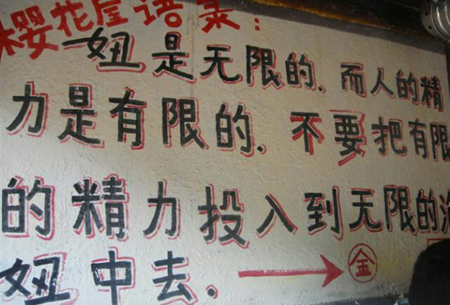 樱花屋语录：
妞是无限的. 而人的精
力是有限的. 不要把有限
的精力投入到无限的泡
妞中去. 金